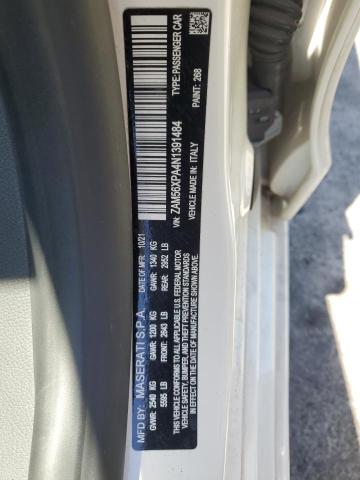 MFD BY: MASERATI S.P.A. DATE OF MFR: 10/21
GVWR: 2540 KG GAWR: 1200 KG GAWR: 1340 KG
5595 LB FRONT: 2643 LB REAR: 2952 LB
THIS VEHICLE CONFORMS TO ALL APPLICABLE U.S. FEDERAL MOTOR
VEHICLE SAFETY, BUMPER, AND THEFT PREVENTION STANDARDS
IN EFFECT ON THE DATE OF MANUFACTURE SHOWN ABOVE
VIN: ZAM56XPA4N1391484 TYPE: PASSENGER CAR
VEHICLE MADE IN: ITALY PAINT: 268